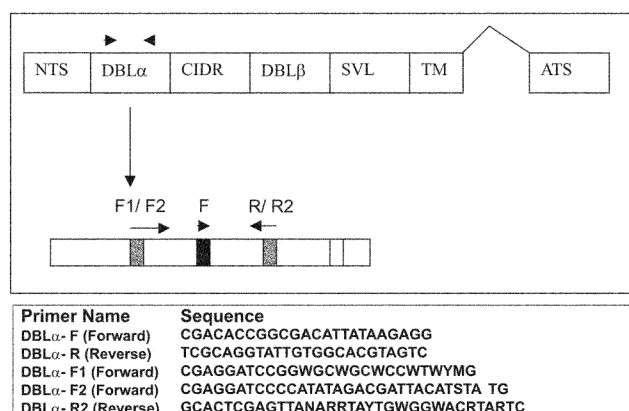 NTS DBLα CIDR DBLβ SVL TM ATS
F1/ F2 F R/ R2
Primer Name Sequence
DBLα- F (Forward) CGACACCGGCGACATTATAAGAGG
DBLα- R (Reverse) TCGCAGGTATTGTGGCACGTAGTC
DBLα- F1 (Forward) CGAGGATCCGGWGCWGCWCCWTWYMG
DBLα- F2 (Forward) CGAGGATCCCCATATAGACGATTACATSTA TG
DBLα- R2 (Reverse) GCACTCGAGTTANARRTAYTGWGGWACRTARTC